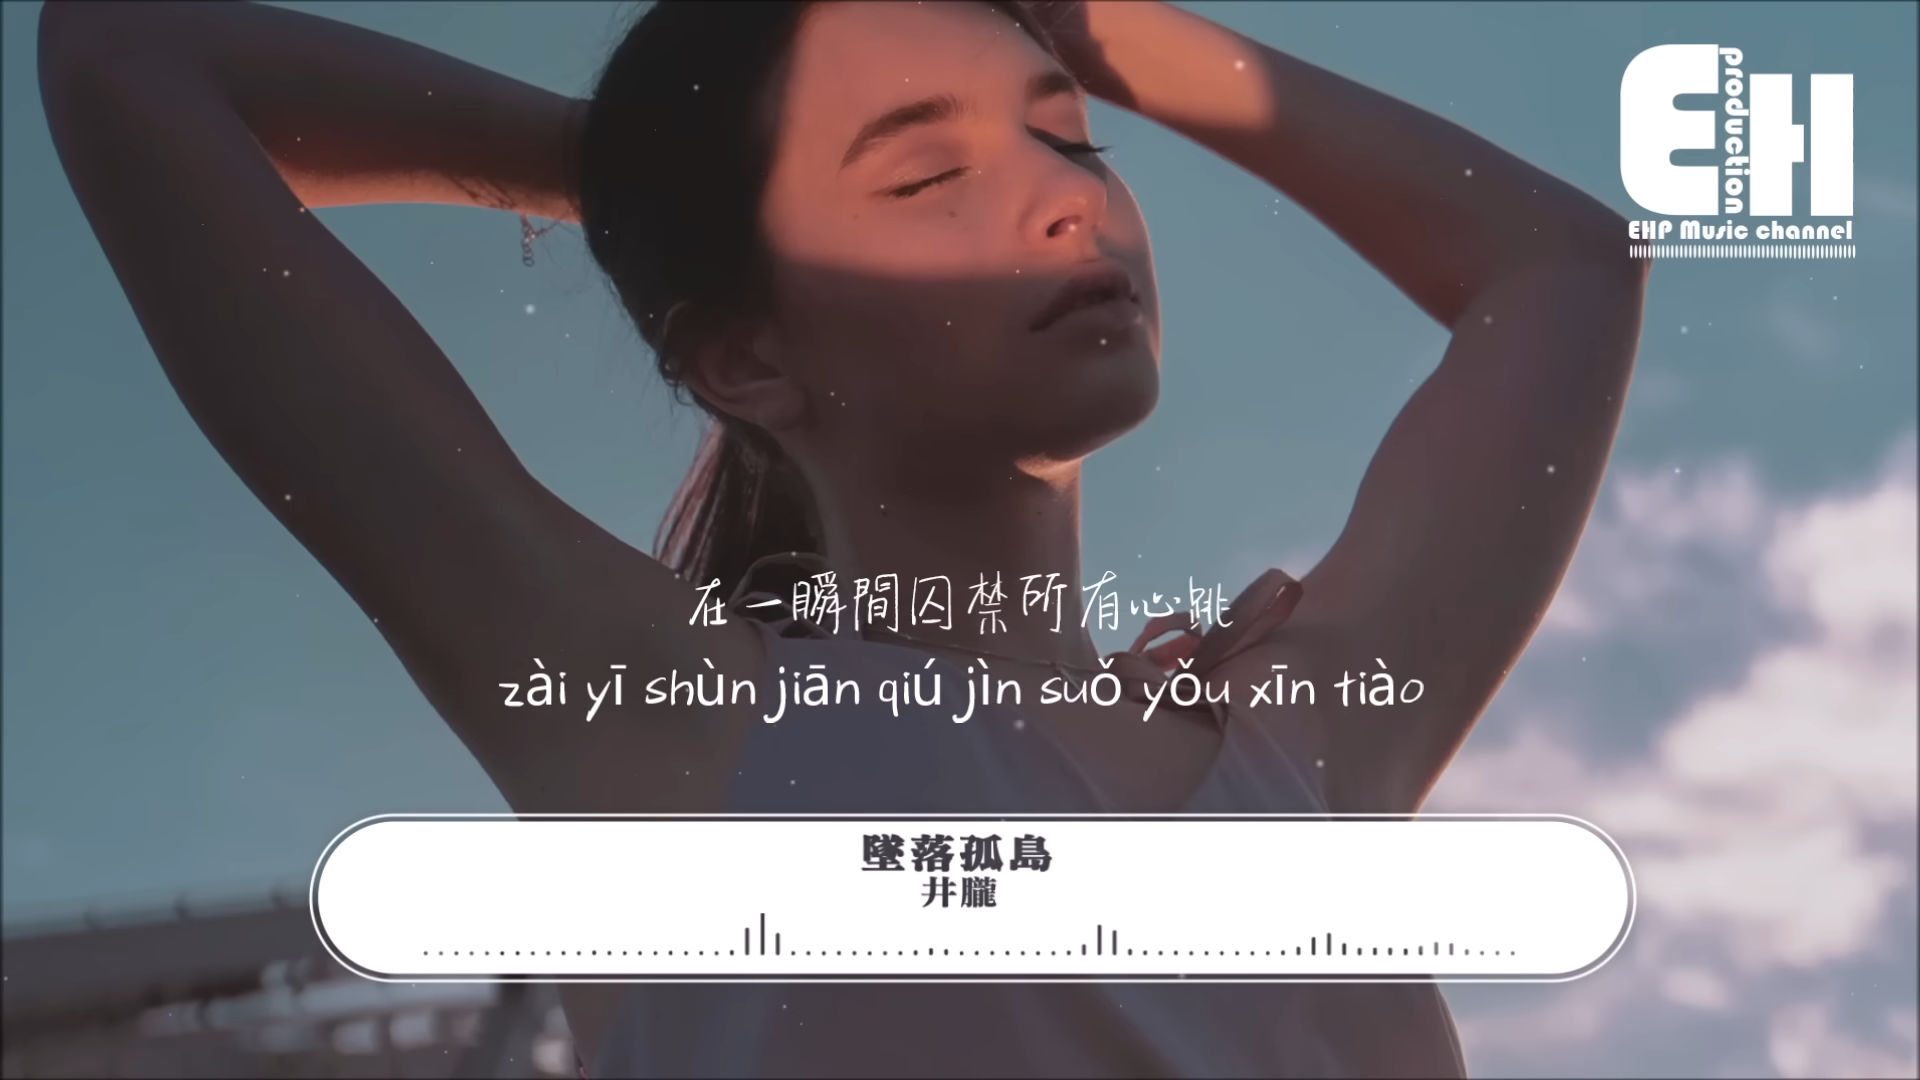 EH
production
EHP Music channel
在一瞬間囚禁所有心跳
zài yī shùn jiān qiú jìn suǒ yǒu xīn tiào
墜落孤島
井朧